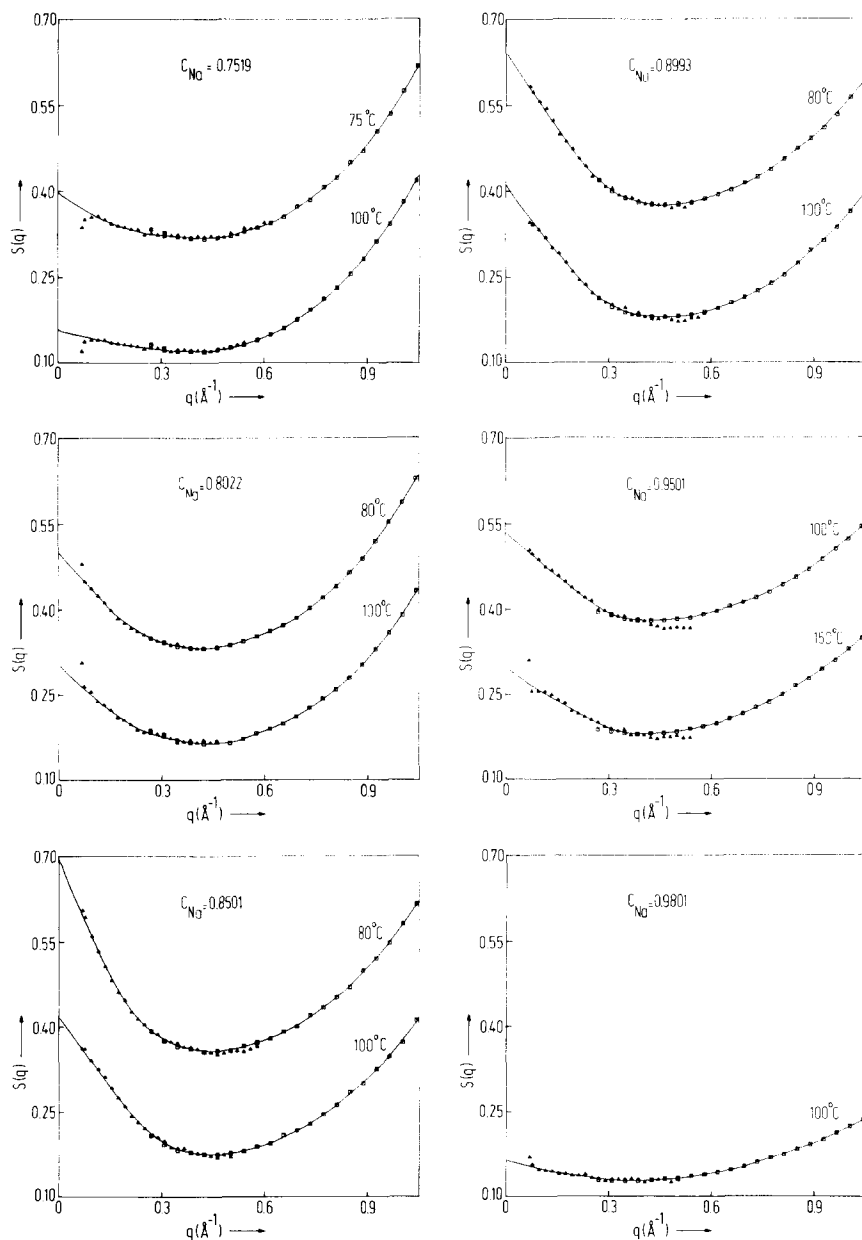 0.70
C_Na = 0.7519
0.55
75°C
0.40
100°C
S(q)
0.25
0.10
0 0.3 0.6 0.9
q(Å⁻¹)
0.70
C_Na = 0.8022
0.55
80°C
0.40
100°C
S(q)
0.25
0.10
0 0.3 0.6 0.9
q(Å⁻¹)
0.70
C_Na = 0.8501
0.55
80°C
0.40
100°C
S(q)
0.25
0.10
0 0.3 0.6 0.9
q(Å⁻¹)
0.70
C_Na = 0.8993
80°C
0.55
0.40
100°C
S(q)
0.25
0.10
0 0.3 0.6 0.9
q(Å⁻¹)
0.70
C_Na = 0.9501
0.55
100°C
0.40
150°C
S(q)
0.25
0.10
0 0.3 0.6 0.9
q(Å⁻¹)
0.70
C_Na = 0.9801
0.55
0.40
S(q)
0.25
100°C
0.10
0 0.3 0.6 0.9
q(Å⁻¹)